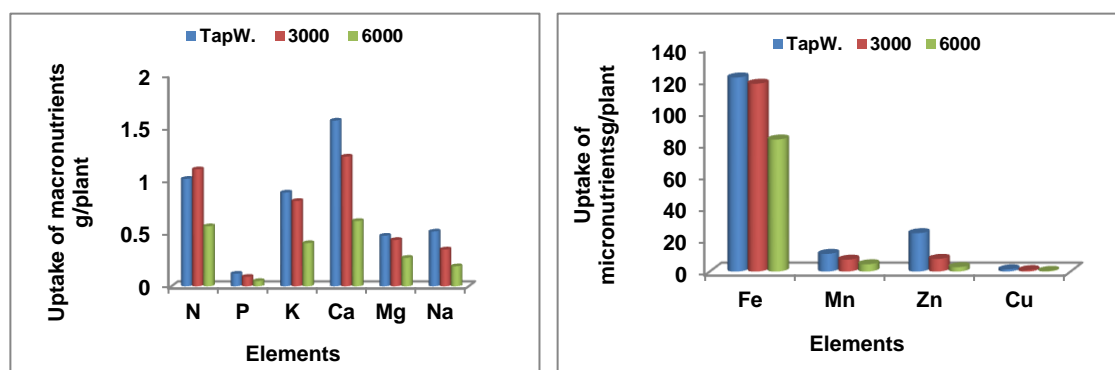 TapW. 3000 6000
Uptake of macronutrients
g/plant
2
1.5
1
0.5
0
N P K Ca Mg Na
Elements
TapW. 3000 6000
Uptake of
micronutrientsg/plant
140
120
100
80
60
40
20
0
Fe Mn Zn Cu
Elements